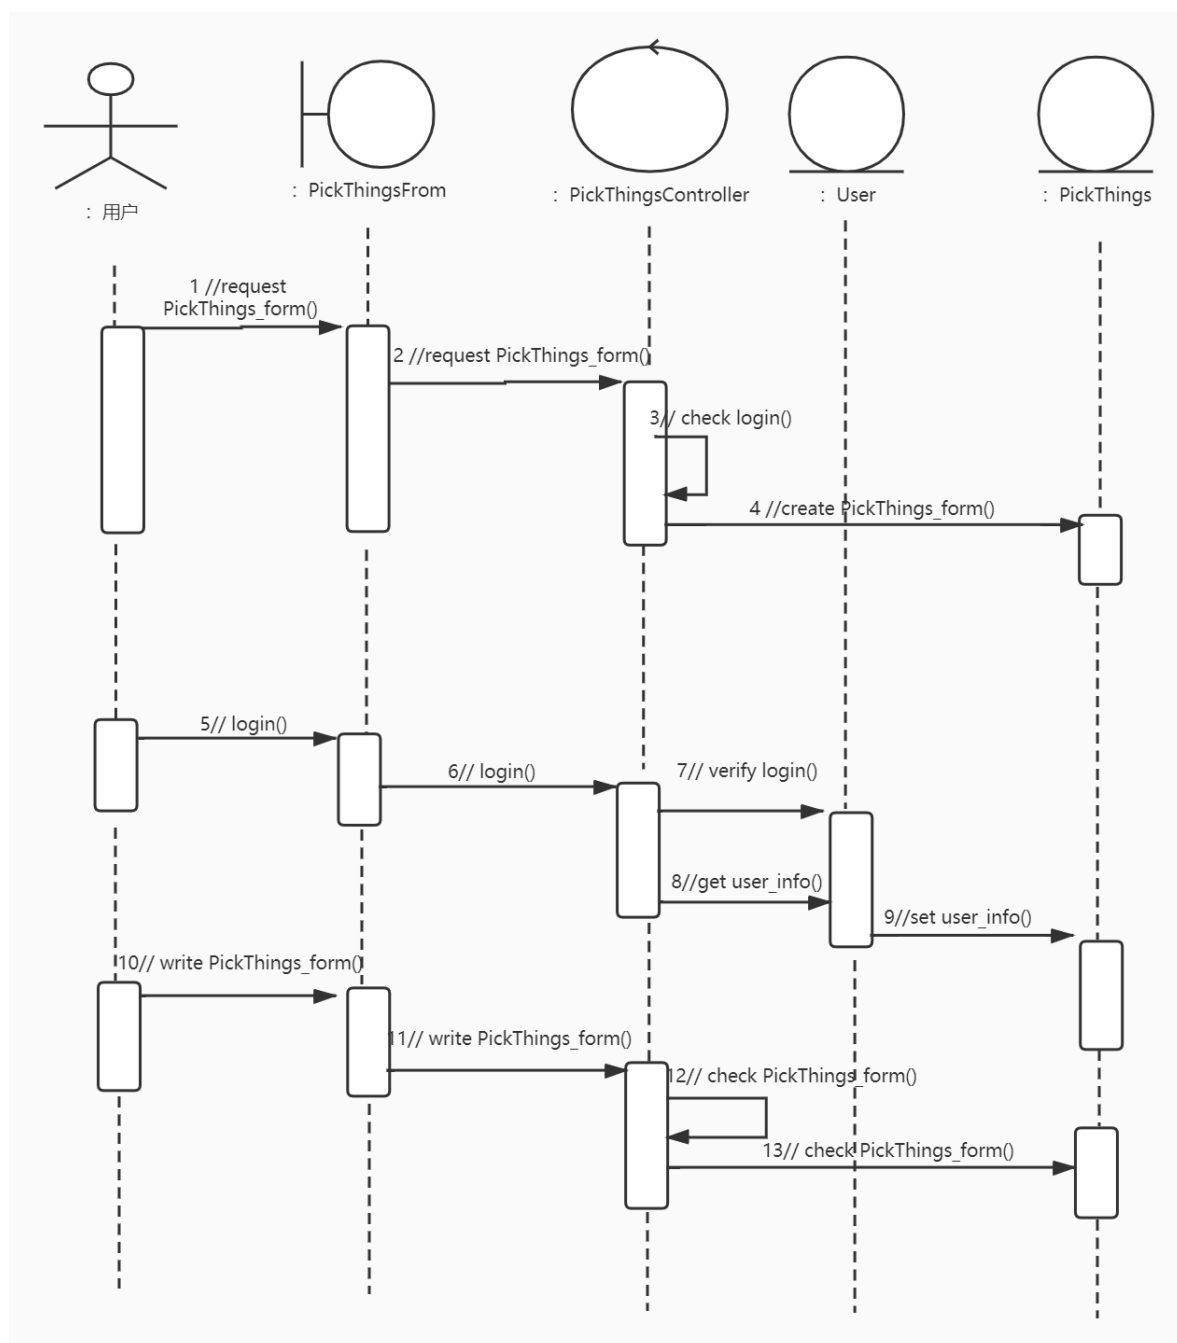 : 用户
: PickThingsFrom
: PickThingsController
: User
: PickThings
1 //request
PickThings_form()
2 //request PickThings_form()
3// check login()
4 //create PickThings_form()
5// login()
6// login()
7// verify login()
8//get user_info()
9//set user_info()
10// write PickThings_form()
11// write PickThings_form()
12// check PickThings_form()
13// check PickThings_form()